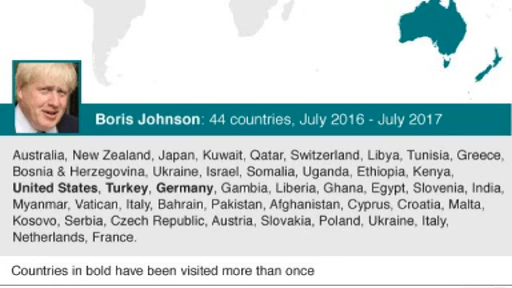 Boris Johnson: 44 countries, July 2016 - July 2017
Australia, New Zealand, Japan, Kuwait, Qatar, Switzerland, Libya, Tunisia, Greece,
Bosnia & Herzegovina, Ukraine, Israel, Somalia, Uganda, Ethiopia, Kenya,
United States, Turkey, Germany, Gambia, Liberia, Ghana, Egypt, Slovenia, India,
Myanmar, Vatican, Italy, Bahrain, Pakistan, Afghanistan, Cyprus, Croatia, Malta,
Kosovo, Serbia, Czech Republic, Austria, Slovakia, Poland, Ukraine, Italy,
Netherlands, France.
Countries in bold have been visited more than once